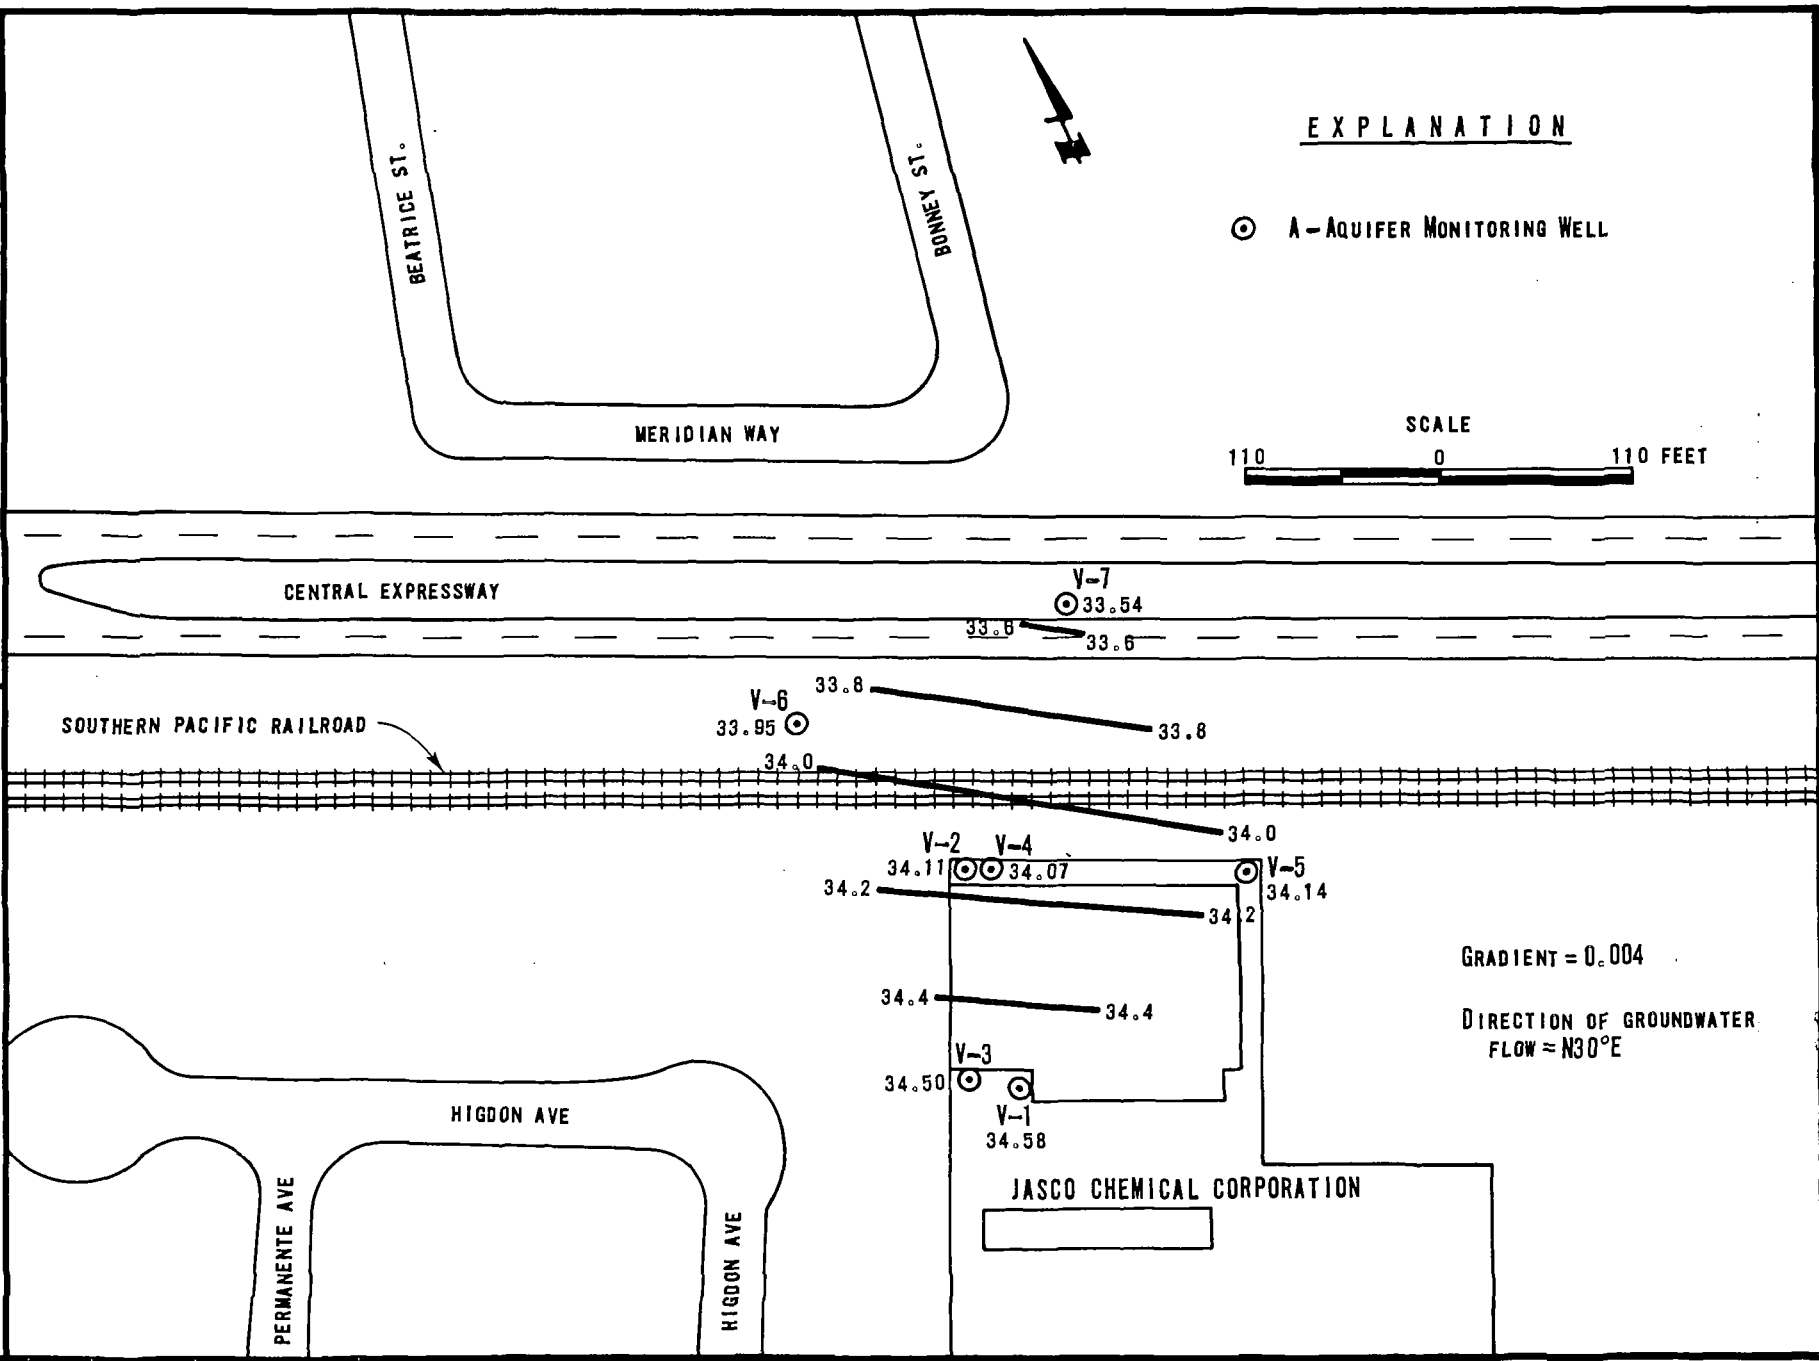 EXPLANATION
A-AQUIFER MONITORING WELL
BEATRICE ST.
BONNEY ST.
MERIDIAN WAY
SCALE
110 0 110 FEET
CENTRAL EXPRESSWAY
V-7
33.54
33.6
33.6
V-6
33.95
33.8
33.8
SOUTHERN PACIFIC RAILROAD
34.0
34.0
V-2 V-4
34.11 34.07
V-5
34.14
34.2
34.2
GRADIENT = 0.004
34.4
34.4
DIRECTION OF GROUNDWATER
FLOW = N30°E
V-3
34.50
V-1
34.58
HIGDON AVE
PERMANENTE AVE
HIGDON AVE
JASCO CHEMICAL CORPORATION